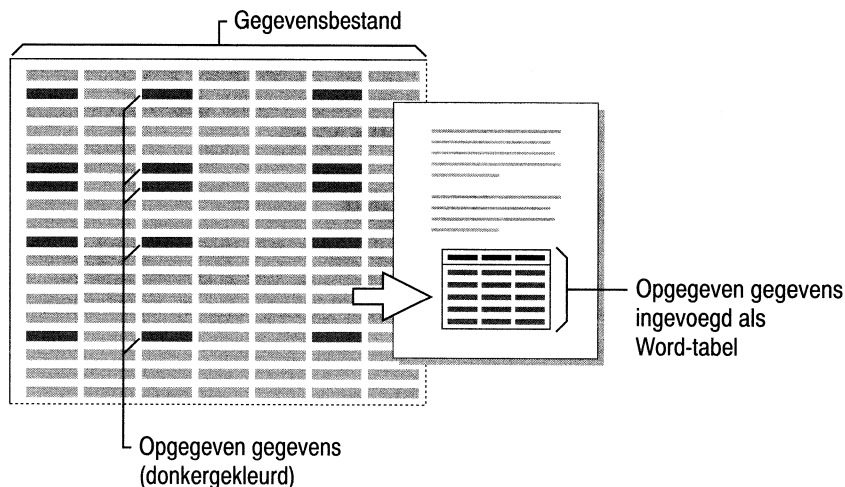 Gegevensbestand
Opgegeven gegevens
ingevoegd als
Word-tabel
Opgegeven gegevens
(donkergekleurd)